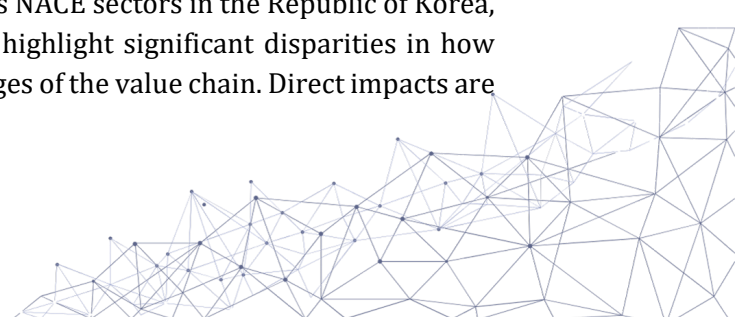 s NACE sectors in the Republic of Korea,
highlight significant disparities in how
ges of the value chain. Direct impacts are